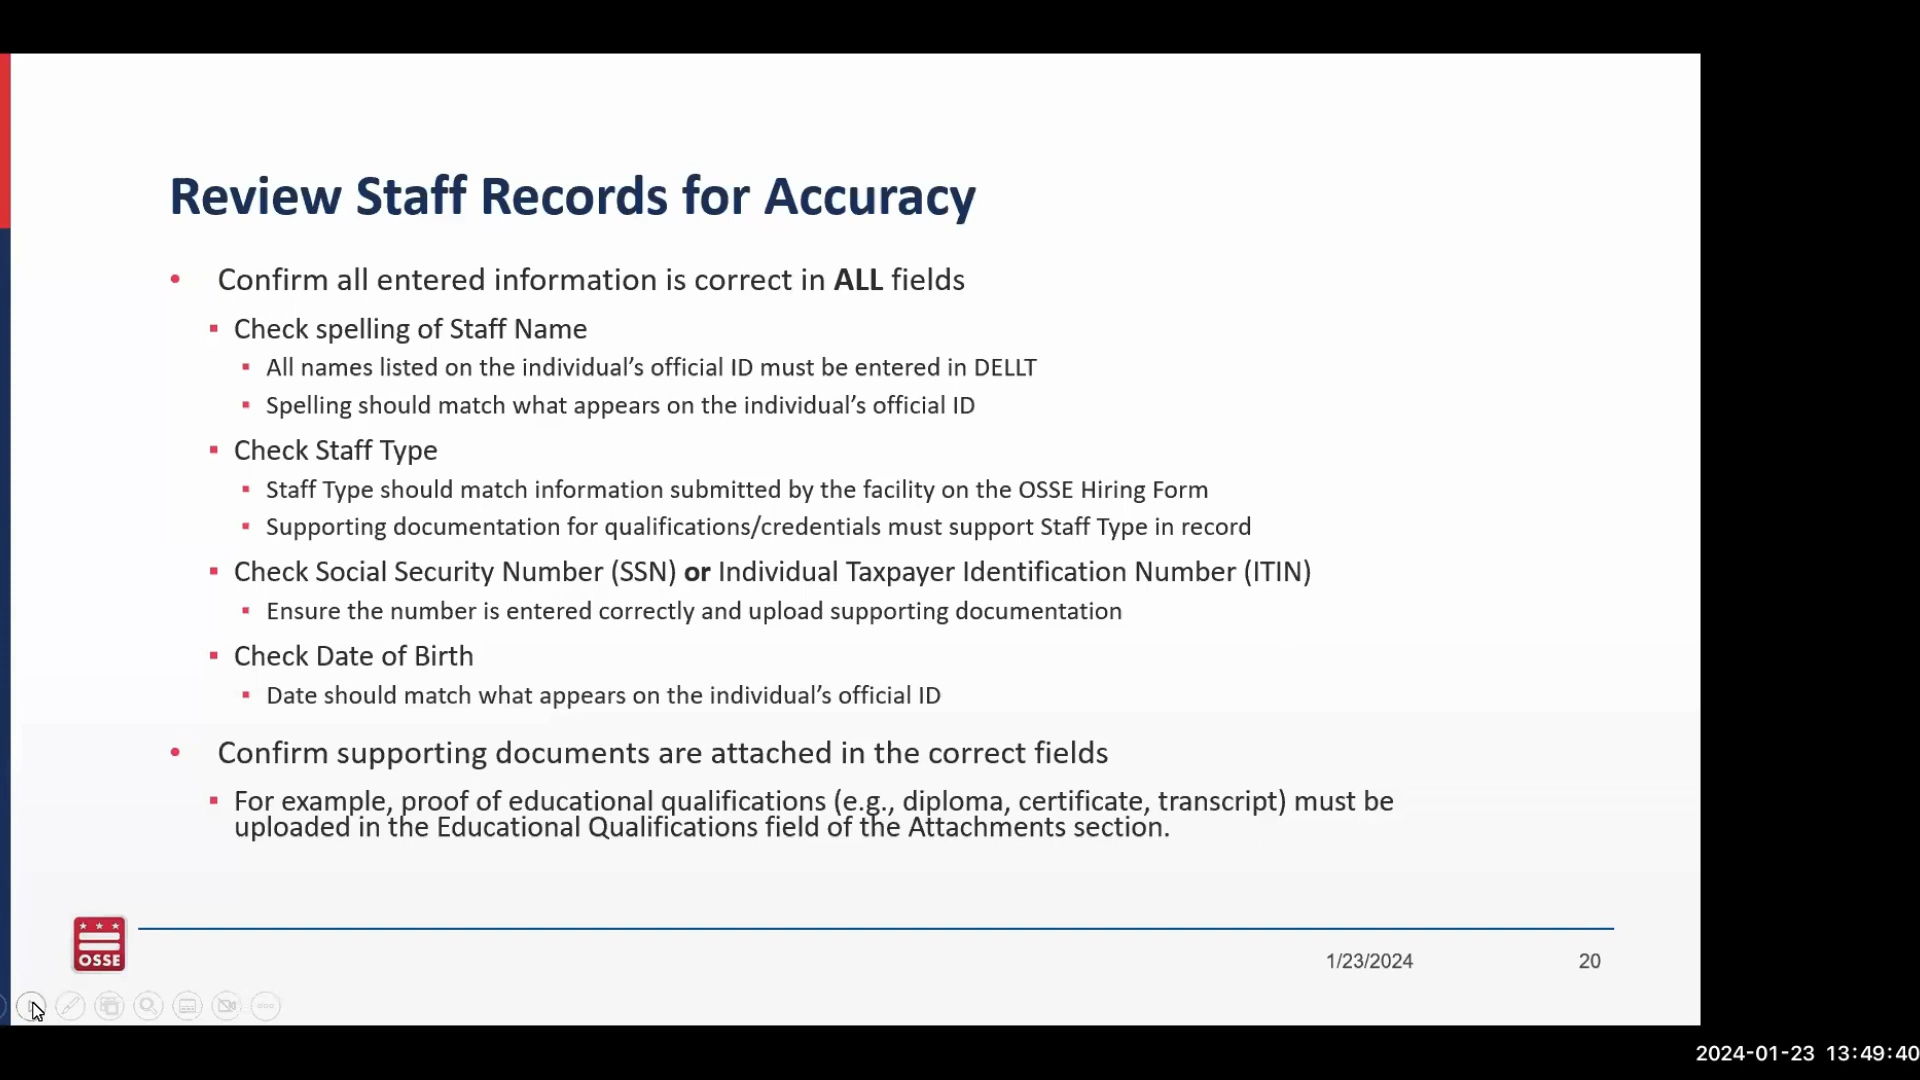 Review Staff Records for Accuracy
• Confirm all entered information is correct in ALL fields
▪ Check spelling of Staff Name
▪ All names listed on the individual’s official ID must be entered in DELLT
▪ Spelling should match what appears on the individual’s official ID
▪ Check Staff Type
▪ Staff Type should match information submitted by the facility on the OSSE Hiring Form
▪ Supporting documentation for qualifications/credentials must support Staff Type in record
▪ Check Social Security Number (SSN) or Individual Taxpayer Identification Number (ITIN)
▪ Ensure the number is entered correctly and upload supporting documentation
▪ Check Date of Birth
▪ Date should match what appears on the individual’s official ID
• Confirm supporting documents are attached in the correct fields
▪ For example, proof of educational qualifications (e.g., diploma, certificate, transcript) must be
uploaded in the Educational Qualifications field of the Attachments section.
OSSE
1/23/2024 20
2024-01-23 13:49:40